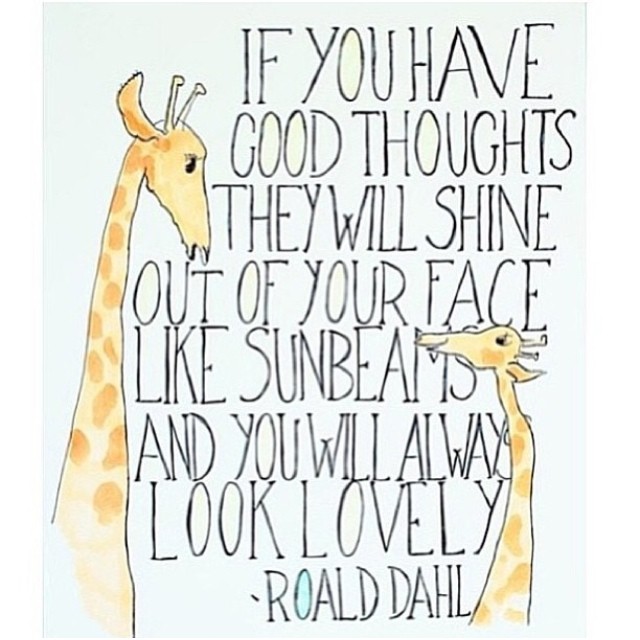 IF YOU HAVE
GOOD THOUGHTS
THEY WILL SHINE
OUT OF YOUR FACE
LIKE SUNBEAMS
AND YOU WILL ALWAYS
LOOK LOVELY
-ROALD DAHL